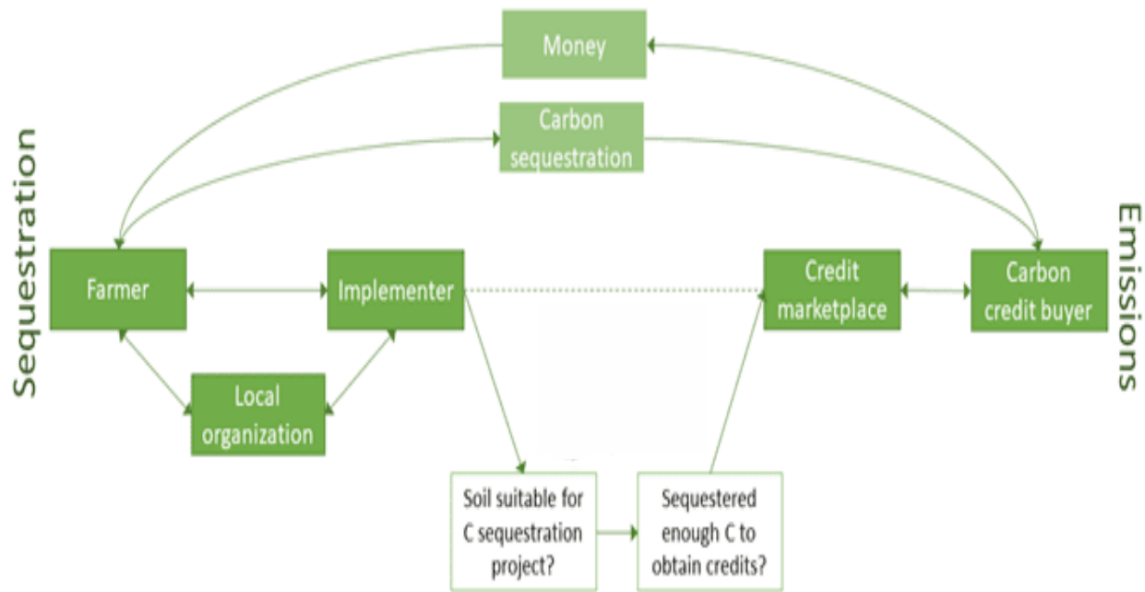 Money
Carbon
sequestration
Sequestration
Emissions
Farmer
Implementer
Credit
marketplace
Carbon
credit buyer
Local
organization
Soil suitable for
C sequestration
project?
Sequestered
enough C to
obtain credits?